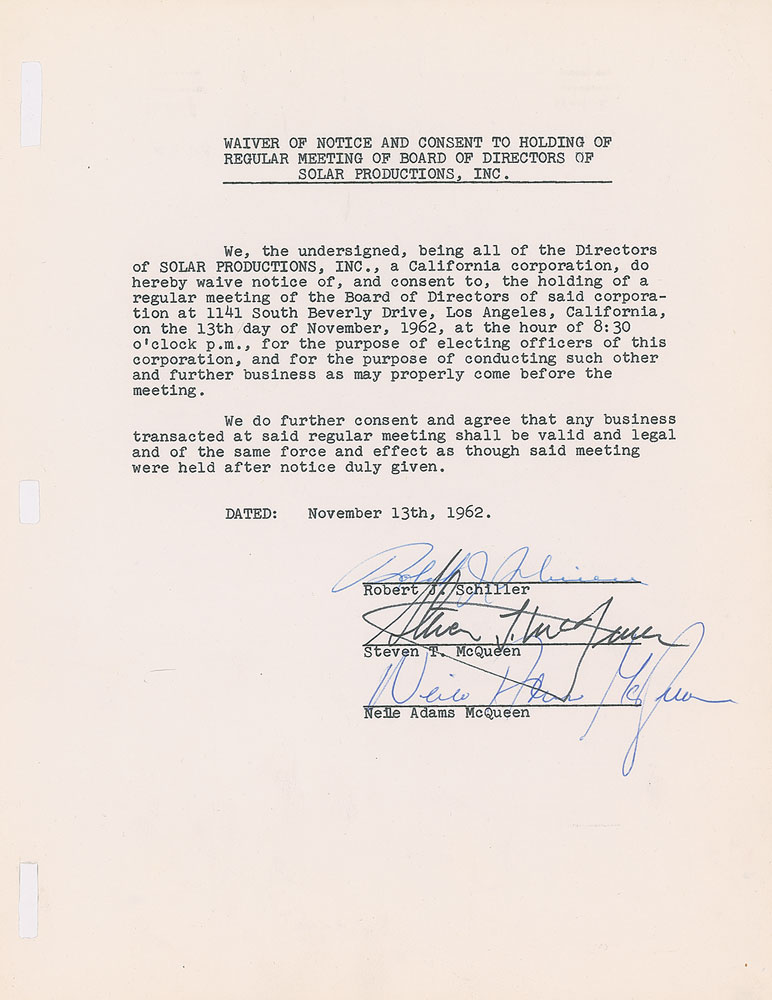 WAIVER OF NOTICE AND CONSENT TO HOLDING OF
REGULAR MEETING OF BOARD OF DIRECTORS OF
SOLAR PRODUCTIONS, INC.
We, the undersigned, being all of the Directors
of SOLAR PRODUCTIONS, INC., a California corporation, do
hereby waive notice of, and consent to, the holding of a
regular meeting of the Board of Directors of said corpora-
tion at 1141 South Beverly Drive, Los Angeles, California,
on the 13th day of November, 1962, at the hour of 8:30
o'clock p.m., for the purpose of electing officers of this
corporation, and for the purpose of conducting such other
and further business as may properly come before the
meeting.
We do further consent and agree that any business
transacted at said regular meeting shall be valid and legal
and of the same force and effect as though said meeting
were held after notice duly given.
DATED: November 13th, 1962.
Robert J. Schiller
Steven T. McQueen
Steven T. McQueen
Neile Adams McQueen
Neile Adams McQueen